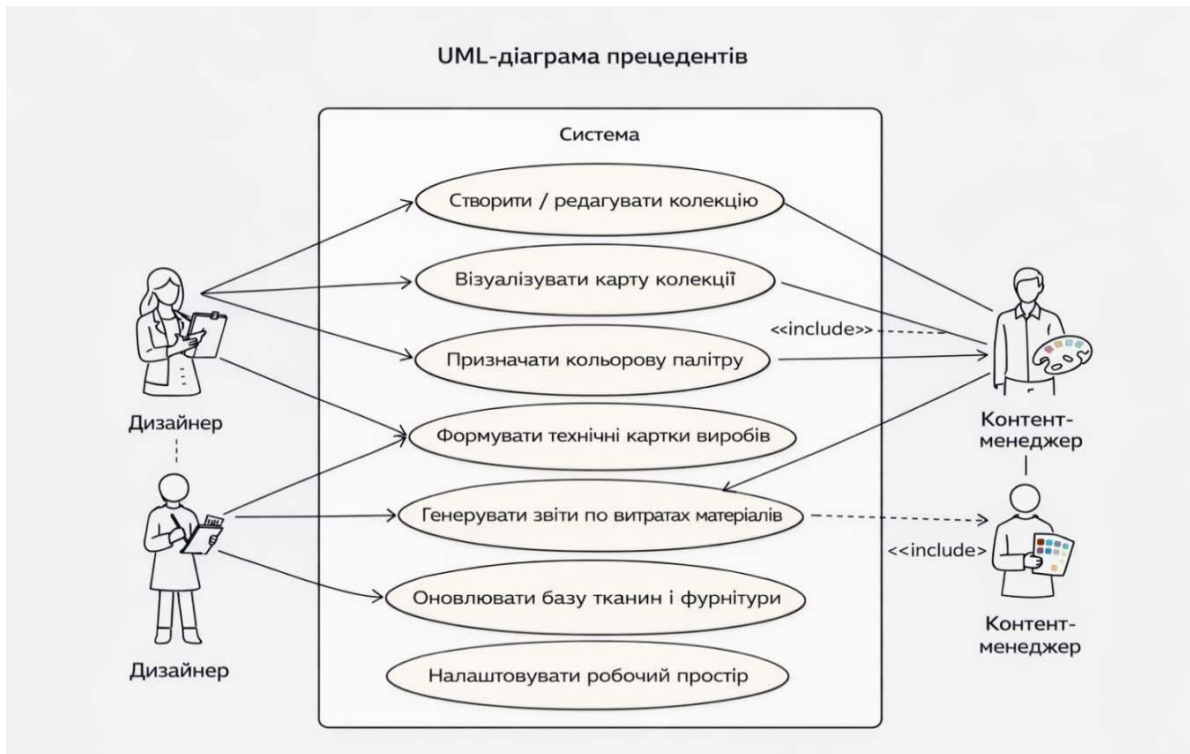 UML-діаграма прецедентів
Система
Створити / редагувати колекцію
Візуалізувати карту колекції
<<include>>
Призначати кольорову палітру
Дизайнер
Формувати технічні картки виробів
Контент-
менеджер
Генерувати звіти по витратах матеріалів
<<include>
Оновлювати базу тканин і фурнітури
Контент-
менеджер
Дизайнер
Налаштовувати робочий простір